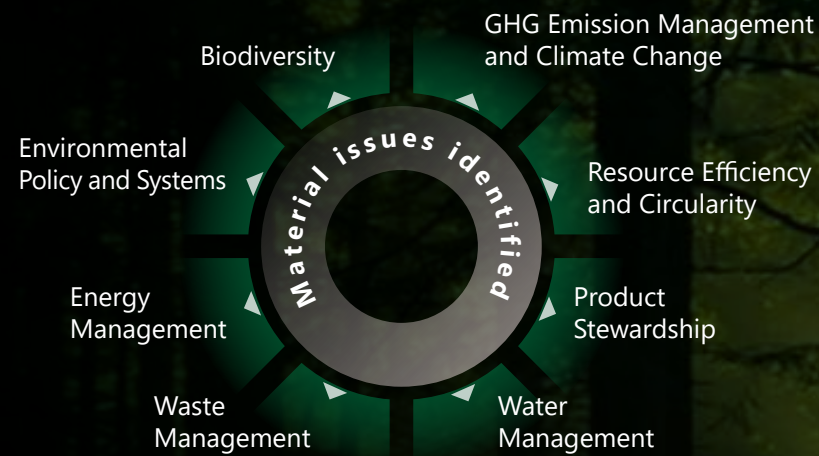 GHG Emission Management
and Climate Change
Biodiversity
Resource Efficiency
and Circularity
Environmental
Policy and Systems
Material issues identified
Product
Stewardship
Energy
Management
Water
Management
Waste
Management